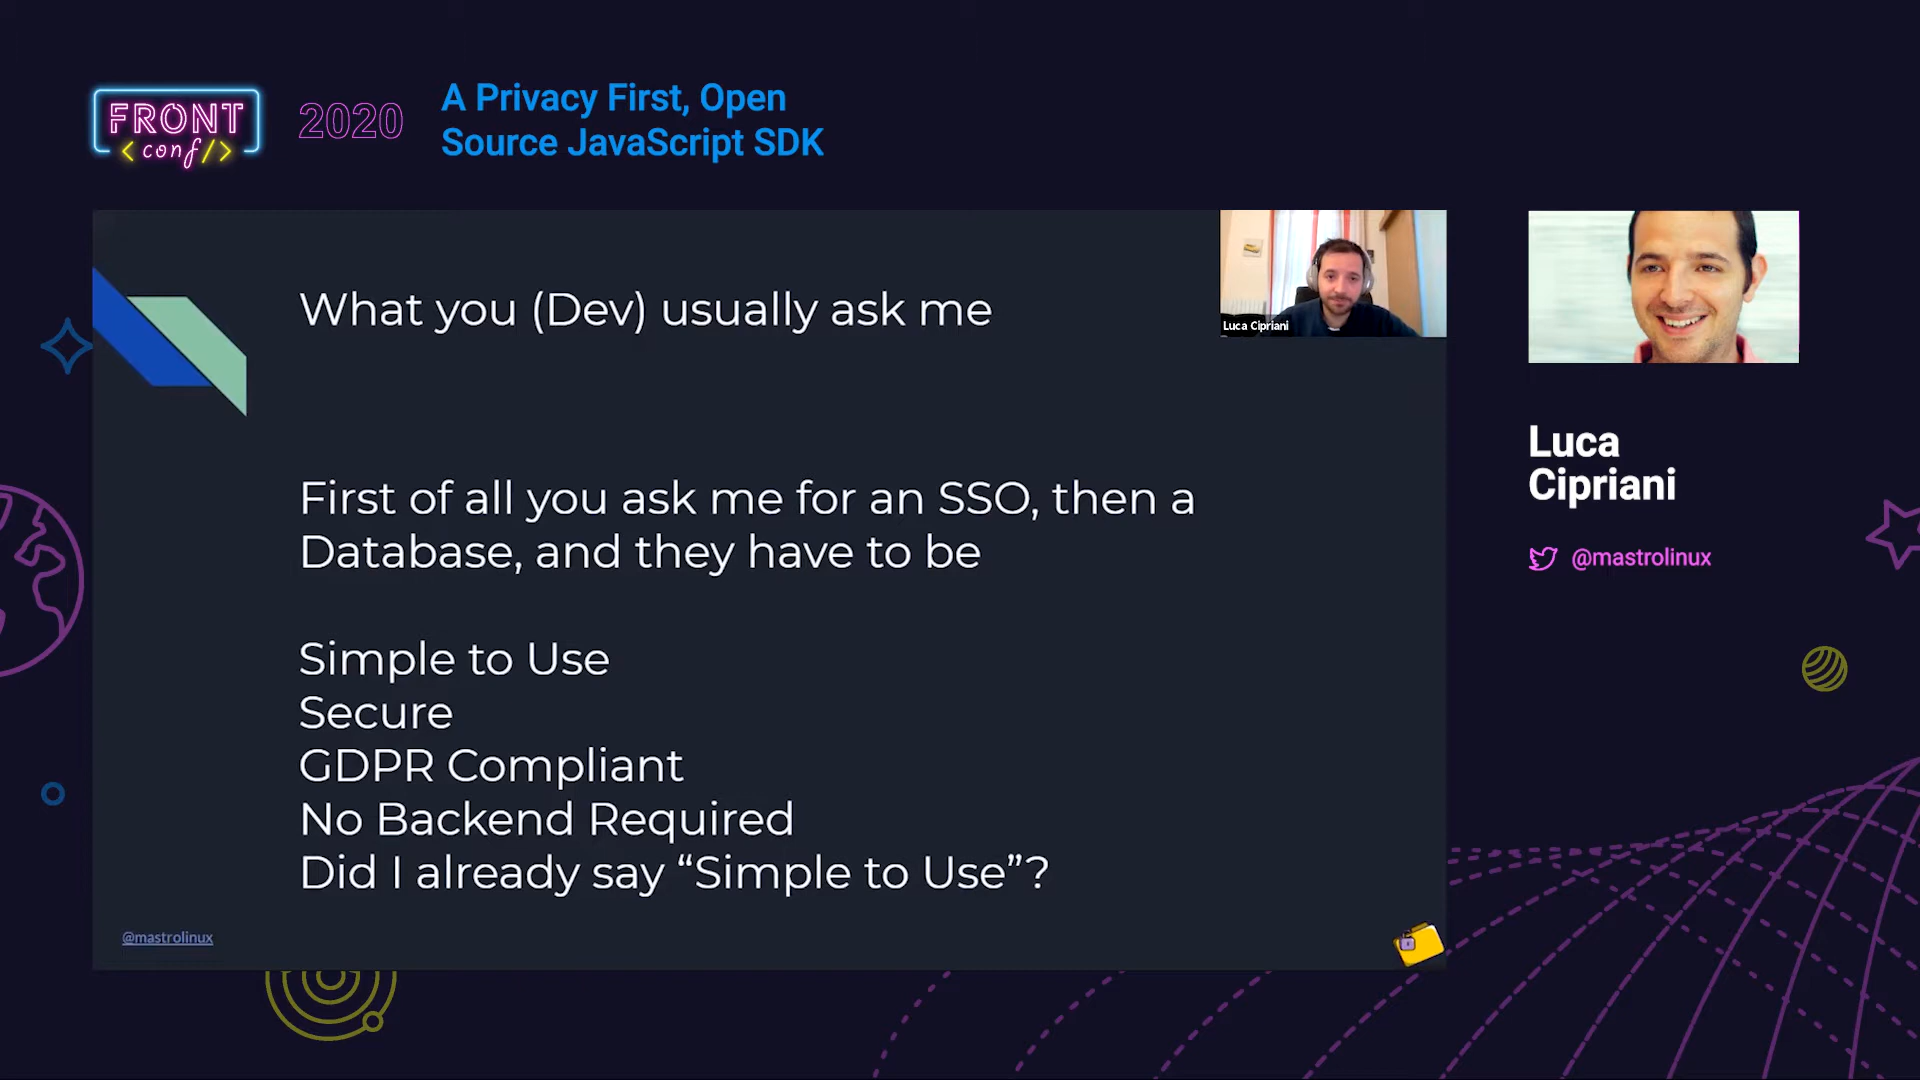 FRONT
<conf/>
2020
A Privacy First, Open
Source JavaScript SDK
What you (Dev) usually ask me
Luca Cipriani
First of all you ask me for an SSO, then a
Database, and they have to be
Simple to Use
Secure
GDPR Compliant
No Backend Required
Did I already say “Simple to Use”?
@mastrolinux
Luca
Cipriani
@mastrolinux